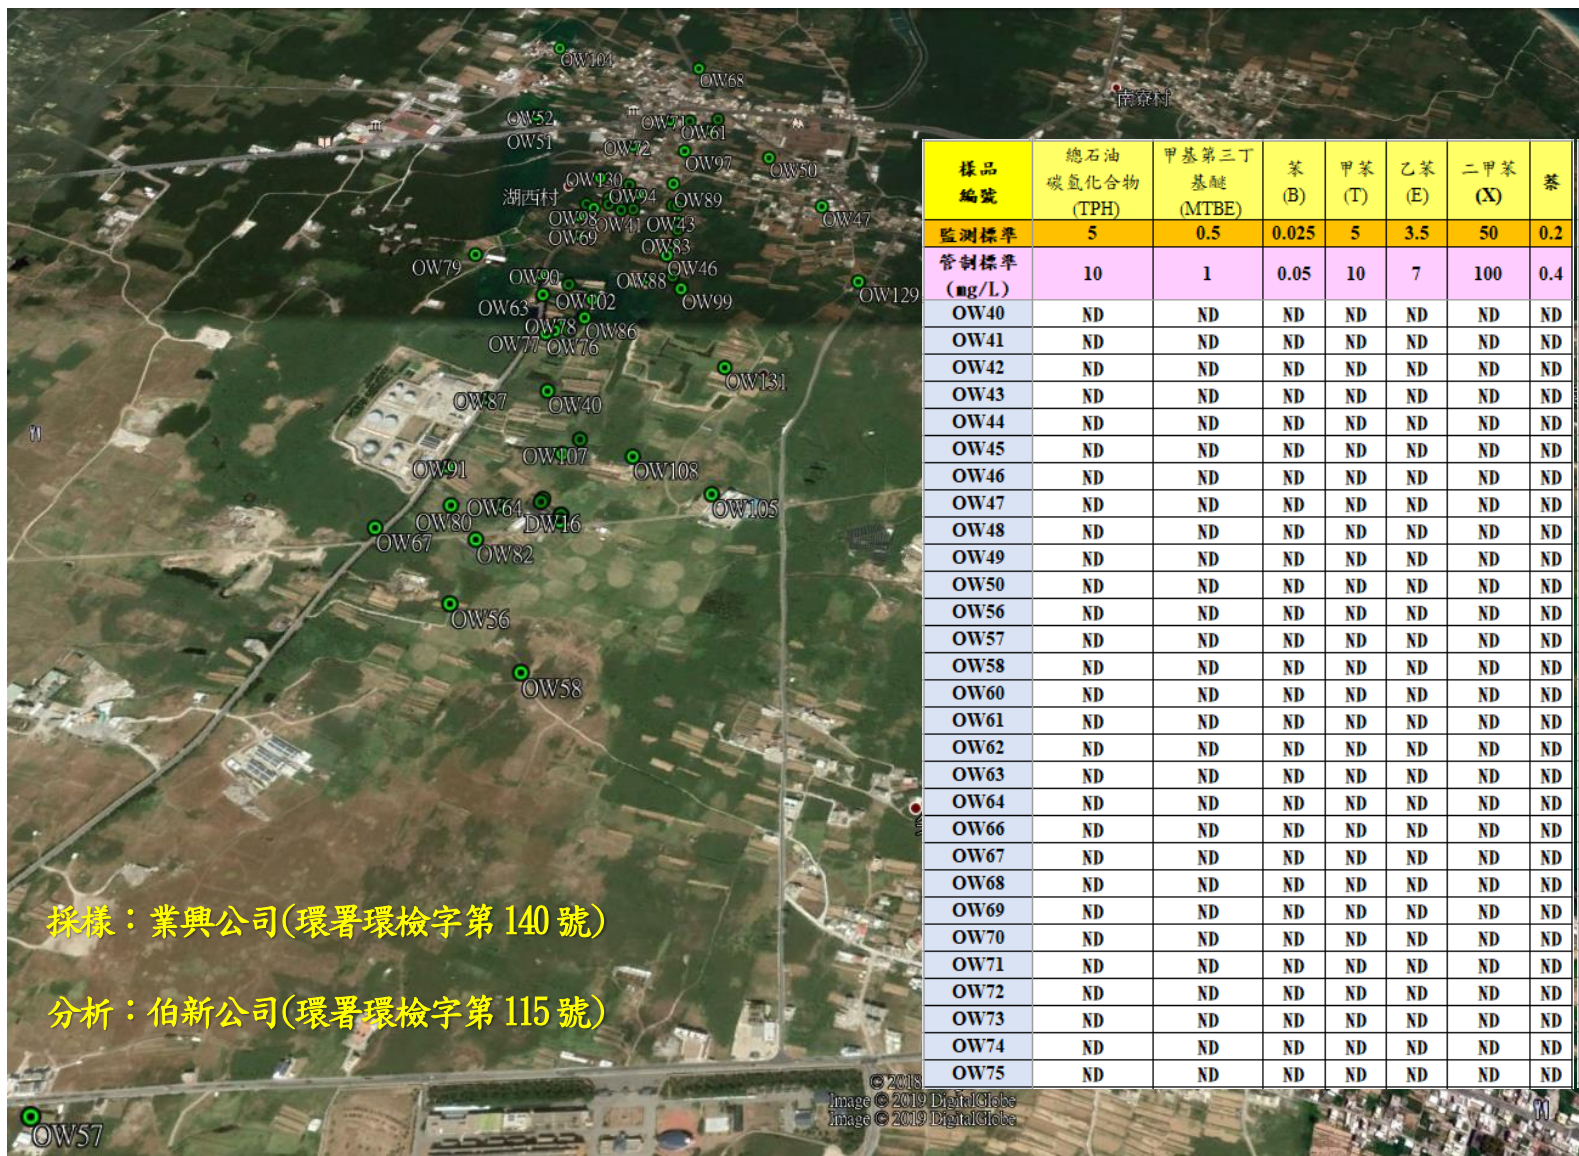 OW104
OW68
南寮村
OW52
OW71
OW61
OW51
OW72
OW97
OW50
OW130
湖西村
OW94
OW89
OW98
OW41
OW43
OW47
OW69
OW83
OW79
OW90
OW88
OW46
OW63
OW102
OW99
OW129
OW78
OW86
OW77
OW76
OW131
OW87
OW40
OW107
OW108
OW91
OW64
OW105
OW80
DW16
OW67
OW82
OW56
OW58
OW57
採樣：業興公司(環署環檢字第 140 號)
分析：伯新公司(環署環檢字第 115 號)
© 2018
Image © 2019 DigitalGlobe
Image © 2019 DigitalGlobe
樣品編號 總石油碳氫化合物(TPH) 甲基第三丁基醚(MTBE) 苯(B) 甲苯(T) 乙苯(E) 二甲苯(X) 萘
監測標準 5 0.5 0.025 5 3.5 50 0.2
管制標準(mg/L) 10 1 0.05 10 7 100 0.4
OW40 ND ND ND ND ND ND ND
OW41 ND ND ND ND ND ND ND
OW42 ND ND ND ND ND ND ND
OW43 ND ND ND ND ND ND ND
OW44 ND ND ND ND ND ND ND
OW45 ND ND ND ND ND ND ND
OW46 ND ND ND ND ND ND ND
OW47 ND ND ND ND ND ND ND
OW48 ND ND ND ND ND ND ND
OW49 ND ND ND ND ND ND ND
OW50 ND ND ND ND ND ND ND
OW56 ND ND ND ND ND ND ND
OW57 ND ND ND ND ND ND ND
OW58 ND ND ND ND ND ND ND
OW60 ND ND ND ND ND ND ND
OW61 ND ND ND ND ND ND ND
OW62 ND ND ND ND ND ND ND
OW63 ND ND ND ND ND ND ND
OW64 ND ND ND ND ND ND ND
OW66 ND ND ND ND ND ND ND
OW67 ND ND ND ND ND ND ND
OW68 ND ND ND ND ND ND ND
OW69 ND ND ND ND ND ND ND
OW70 ND ND ND ND ND ND ND
OW71 ND ND ND ND ND ND ND
OW72 ND ND ND ND ND ND ND
OW73 ND ND ND ND ND ND ND
OW74 ND ND ND ND ND ND ND
OW75 ND ND ND ND ND ND ND